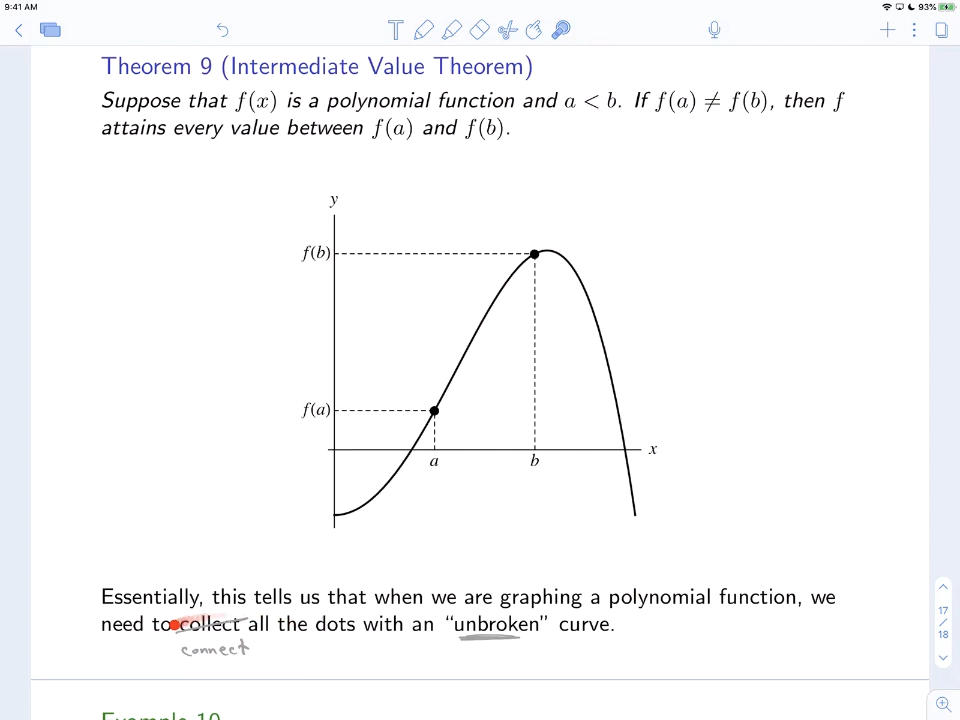 9:41 AM
93%
T
Theorem 9 (Intermediate Value Theorem)
Suppose that f(x) is a polynomial function and a < b. If f(a) ≠ f(b), then f
attains every value between f(a) and f(b).
y
f(b)
f(a)
a
b
x
Essentially, this tells us that when we are graphing a polynomial function, we
need to collect all the dots with an “unbroken” curve.
connect
17
/
18
Example 10